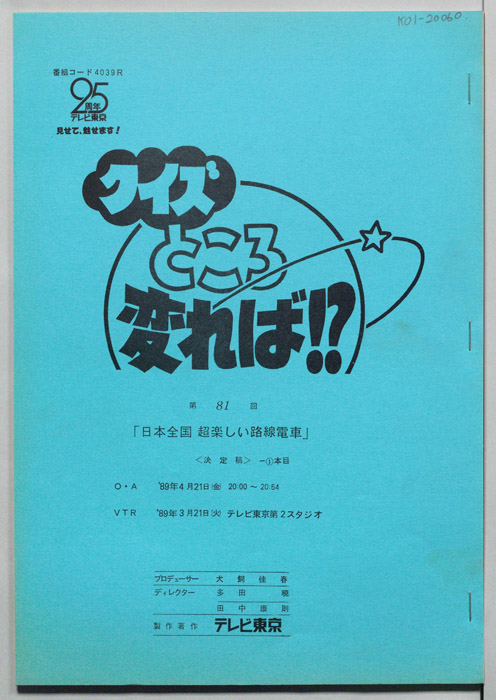 KO1-20060
番組コード4039R
25
周年
テレビ東京
見せて、魅せます!
クイズ
ところ
変れば!?
第 81 回
「日本全国 超楽しい路線電車」
〈決定稿〉 －①本目
O・A '89年4月21日(金) 20:00〜20:54
VTR '89年3月21日(火) テレビ東京第2スタジオ
プロデューサー 犬飼佳春
ディレクター 多田暁
田中康則
製作著作 テレビ東京